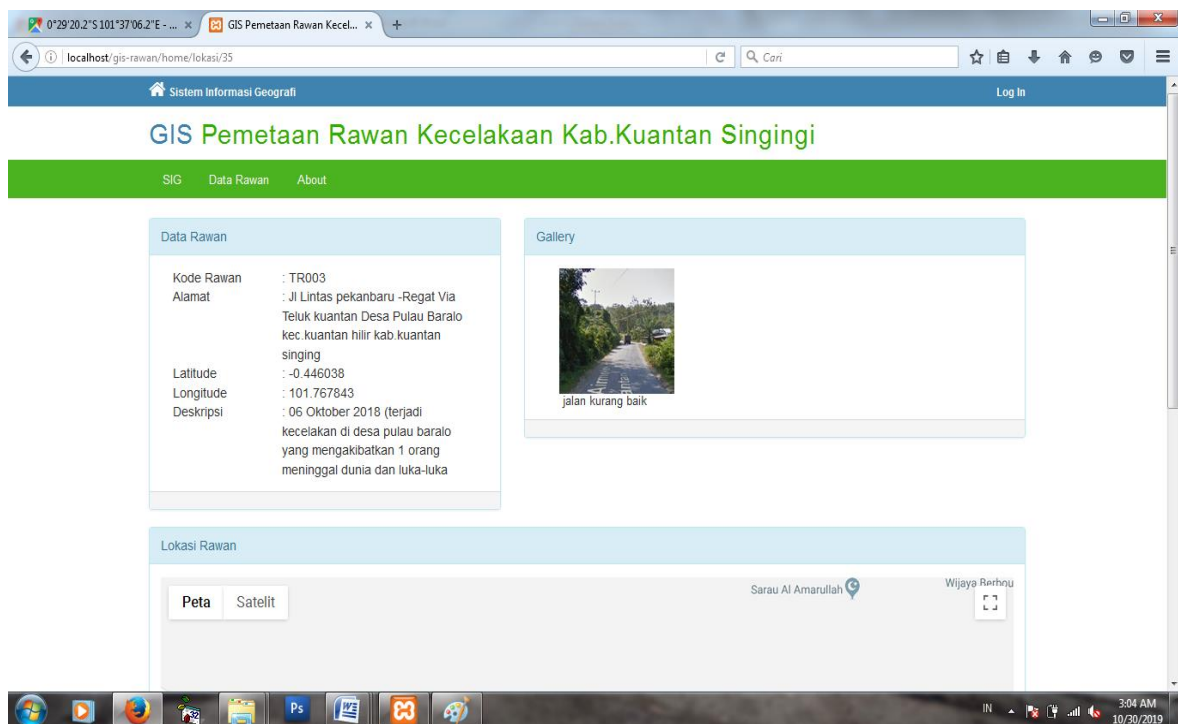 0°29'20.2"S 101°37'06.2"E - ...
GIS Pemetaan Rawan Kecel...
localhost/gis-rawan/home/lokasi/35
Cari
Sistem Informasi Geografi
Log In
GIS Pemetaan Rawan Kecelakaan Kab.Kuantan Singingi
SIG Data Rawan About
Data Rawan
Kode Rawan : TR003
Alamat : Jl Lintas pekanbaru -Regat Via
Teluk kuantan Desa Pulau Baralo
kec.kuantan hilir kab.kuantan
singing
Latitude : -0.446038
Longitude : 101.767843
Deskripsi : 06 Oktober 2018 (terjadi
kecelakan di desa pulau baralo
yang mengakibatkan 1 orang
meninggal dunia dan luka-luka
Gallery
jalan kurang baik
Lokasi Rawan
Peta Satelit
Sarau Al Amarullah
Wijaya Berhou
Ps
IN
3:04 AM
10/30/2019